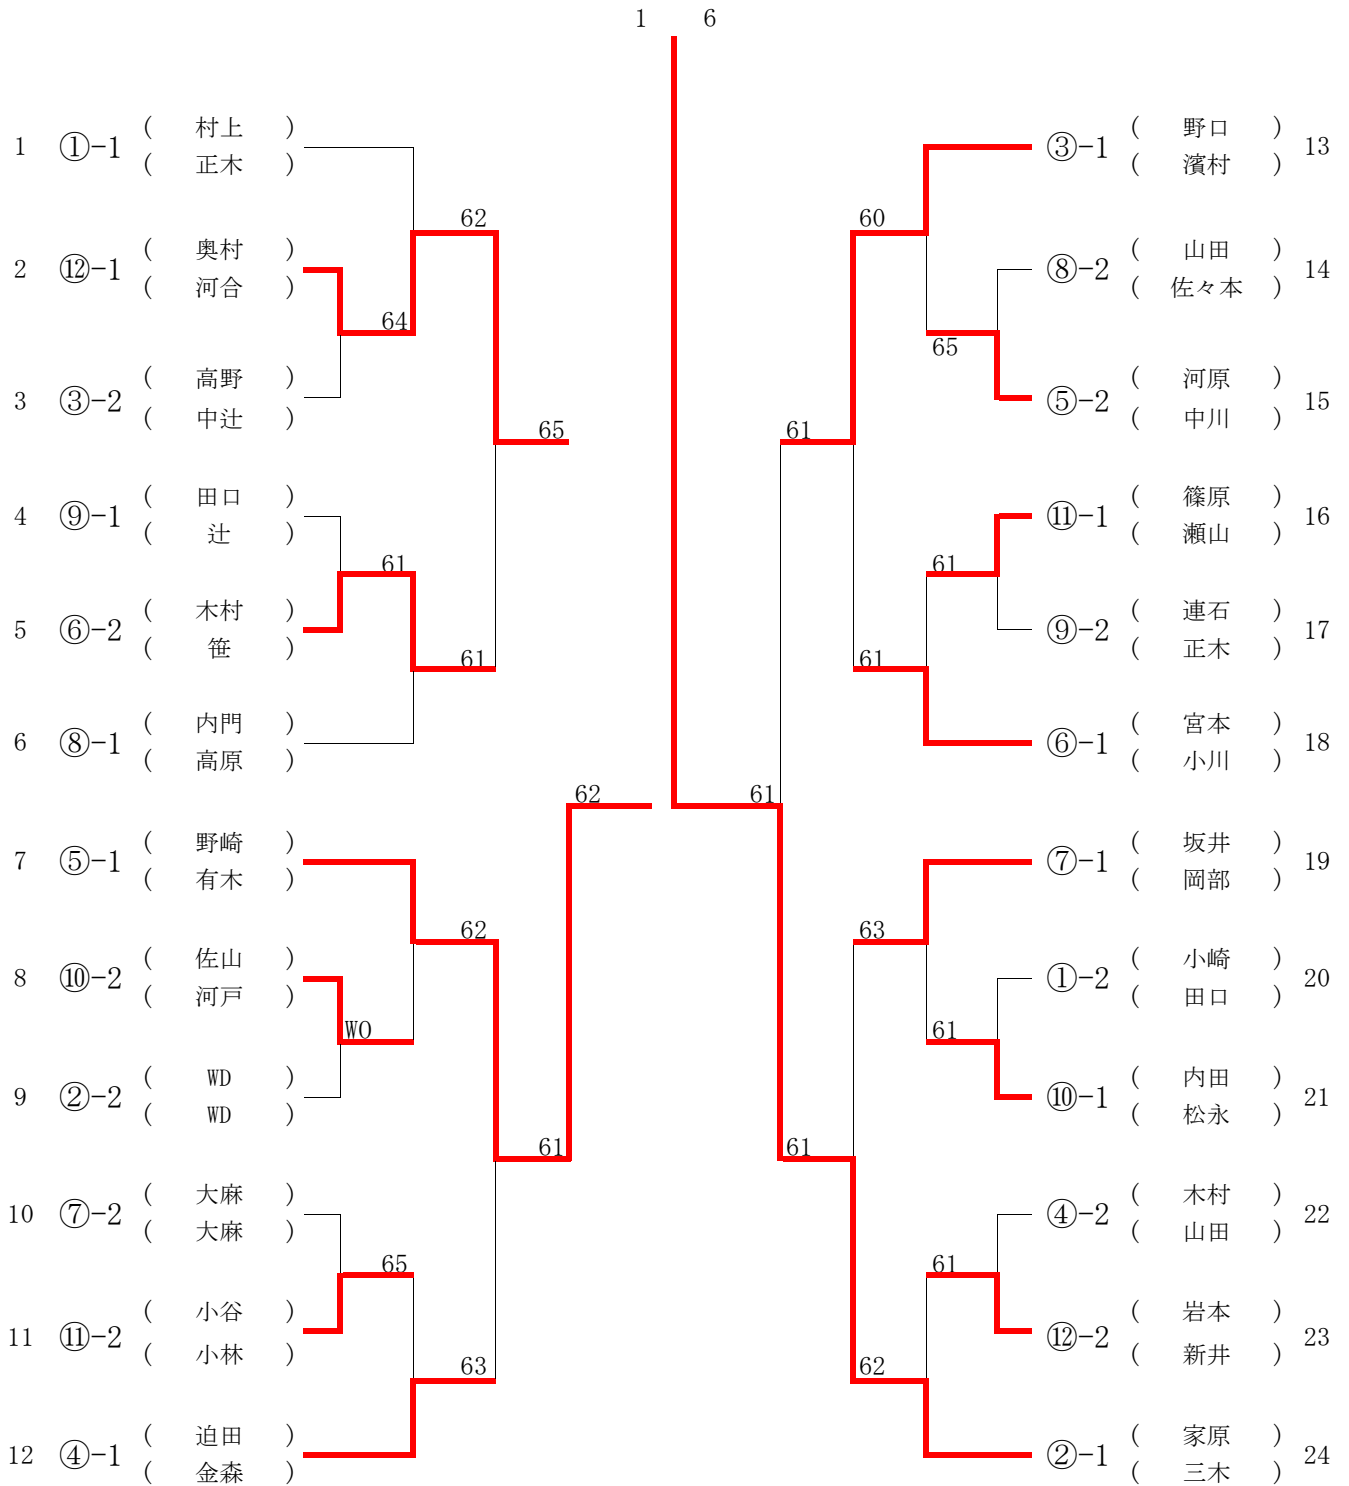 1 6
1 ①-1 ( 村上 )
( 正木 )
2 ⑫-1 ( 奥村 )
( 河合 )
3 ③-2 ( 高野 )
( 中辻 )
4 ⑨-1 ( 田口 )
( 辻 )
5 ⑥-2 ( 木村 )
( 笹 )
6 ⑧-1 ( 内門 )
( 高原 )
7 ⑤-1 ( 野崎 )
( 有木 )
8 ⑩-2 ( 佐山 )
( 河戸 )
9 ②-2 ( WD )
( WD )
10 ⑦-2 ( 大麻 )
( 大麻 )
11 ⑪-2 ( 小谷 )
( 小林 )
12 ④-1 ( 迫田 )
( 金森 )
62
64
65
61
61
62
62
WO
61
65
63
③-1 ( 野口 ) 13
( 濱村 )
⑧-2 ( 山田 ) 14
( 佐々本 )
⑤-2 ( 河原 ) 15
( 中川 )
⑪-1 ( 篠原 ) 16
( 瀬山 )
⑨-2 ( 連石 ) 17
( 正木 )
⑥-1 ( 宮本 ) 18
( 小川 )
⑦-1 ( 坂井 ) 19
( 岡部 )
①-2 ( 小崎 ) 20
( 田口 )
⑩-1 ( 内田 ) 21
( 松永 )
④-2 ( 木村 ) 22
( 山田 )
⑫-2 ( 岩本 ) 23
( 新井 )
②-1 ( 家原 ) 24
( 三木 )
60
65
61
61
61
61
63
61
61
61
62